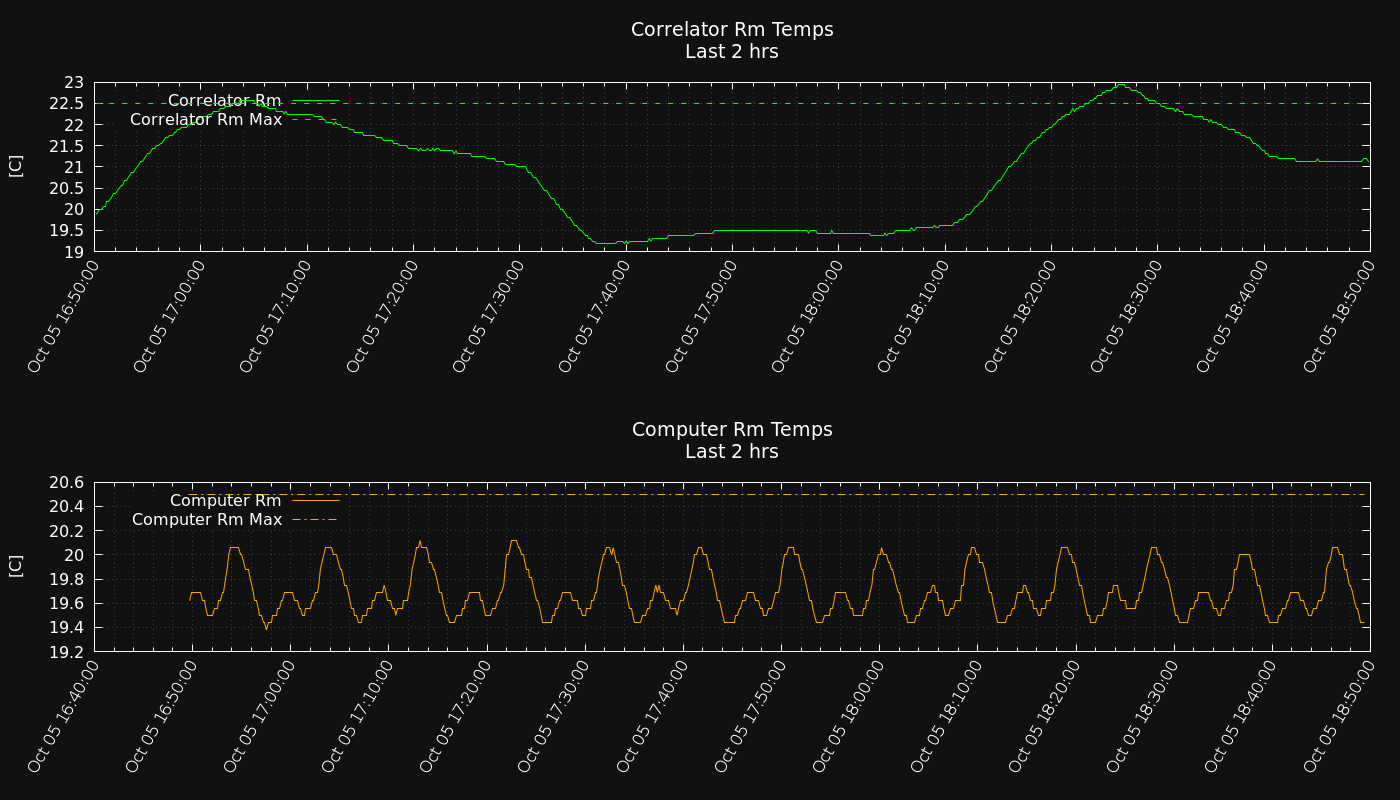 Correlator Rm Temps
Last 2 hrs
[C]
23
22.5
22
21.5
21
20.5
20
19.5
19
Correlator Rm
Correlator Rm Max
Oct 05 16:50:00
Oct 05 17:00:00
Oct 05 17:10:00
Oct 05 17:20:00
Oct 05 17:30:00
Oct 05 17:40:00
Oct 05 17:50:00
Oct 05 18:00:00
Oct 05 18:10:00
Oct 05 18:20:00
Oct 05 18:30:00
Oct 05 18:40:00
Oct 05 18:50:00
Computer Rm Temps
Last 2 hrs
[C]
20.6
20.4
20.2
20
19.8
19.6
19.4
19.2
Computer Rm
Computer Rm Max
Oct 05 16:40:00
Oct 05 16:50:00
Oct 05 17:00:00
Oct 05 17:10:00
Oct 05 17:20:00
Oct 05 17:30:00
Oct 05 17:40:00
Oct 05 17:50:00
Oct 05 18:00:00
Oct 05 18:10:00
Oct 05 18:20:00
Oct 05 18:30:00
Oct 05 18:40:00
Oct 05 18:50:00